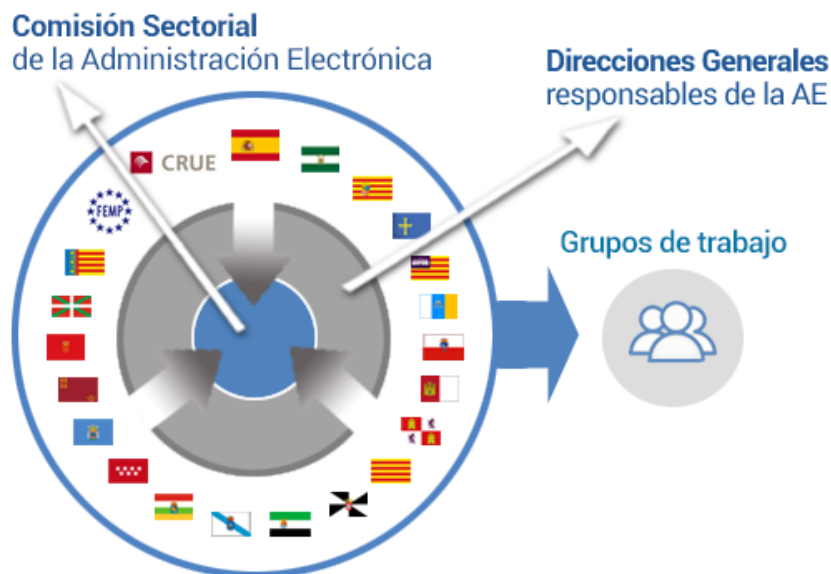 Comisión Sectorial
de la Administración Electrónica
Direcciones Generales
responsables de la AE
CRUE
FEMP
Grupos de trabajo